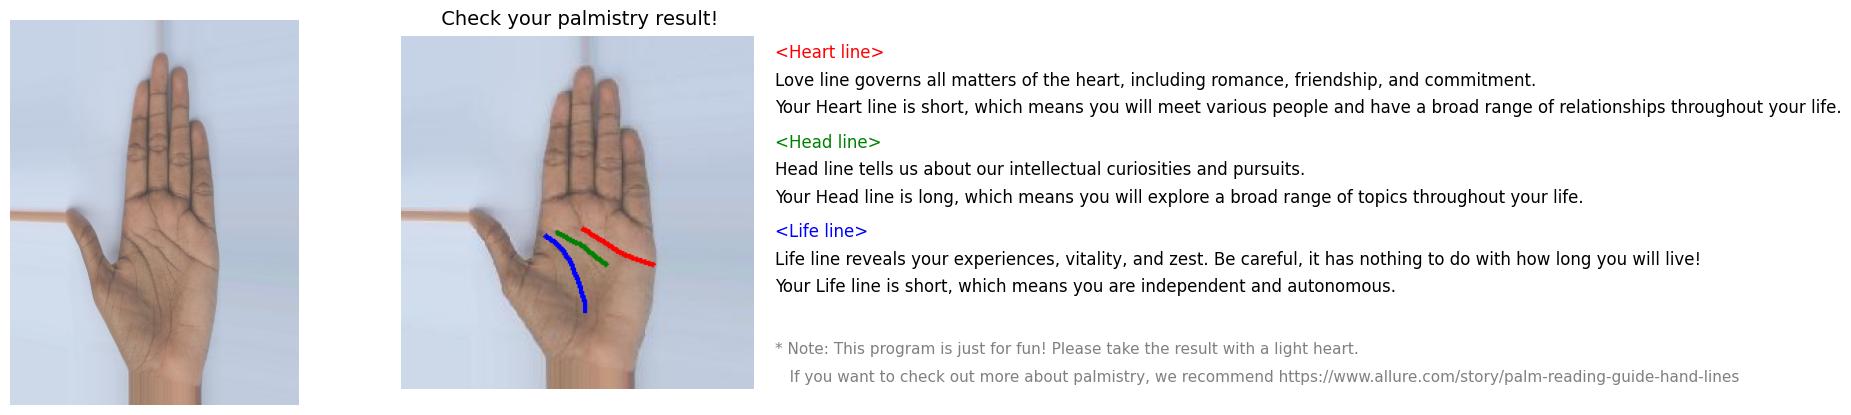 Check your palmistry result!
<Heart line>
Love line governs all matters of the heart, including romance, friendship, and commitment.
Your Heart line is short, which means you will meet various people and have a broad range of relationships throughout your life.
<Head line>
Head line tells us about our intellectual curiosities and pursuits.
Your Head line is long, which means you will explore a broad range of topics throughout your life.
<Life line>
Life line reveals your experiences, vitality, and zest. Be careful, it has nothing to do with how long you will live!
Your Life line is short, which means you are independent and autonomous.
* Note: This program is just for fun! Please take the result with a light heart.
If you want to check out more about palmistry, we recommend https://www.allure.com/story/palm-reading-guide-hand-lines